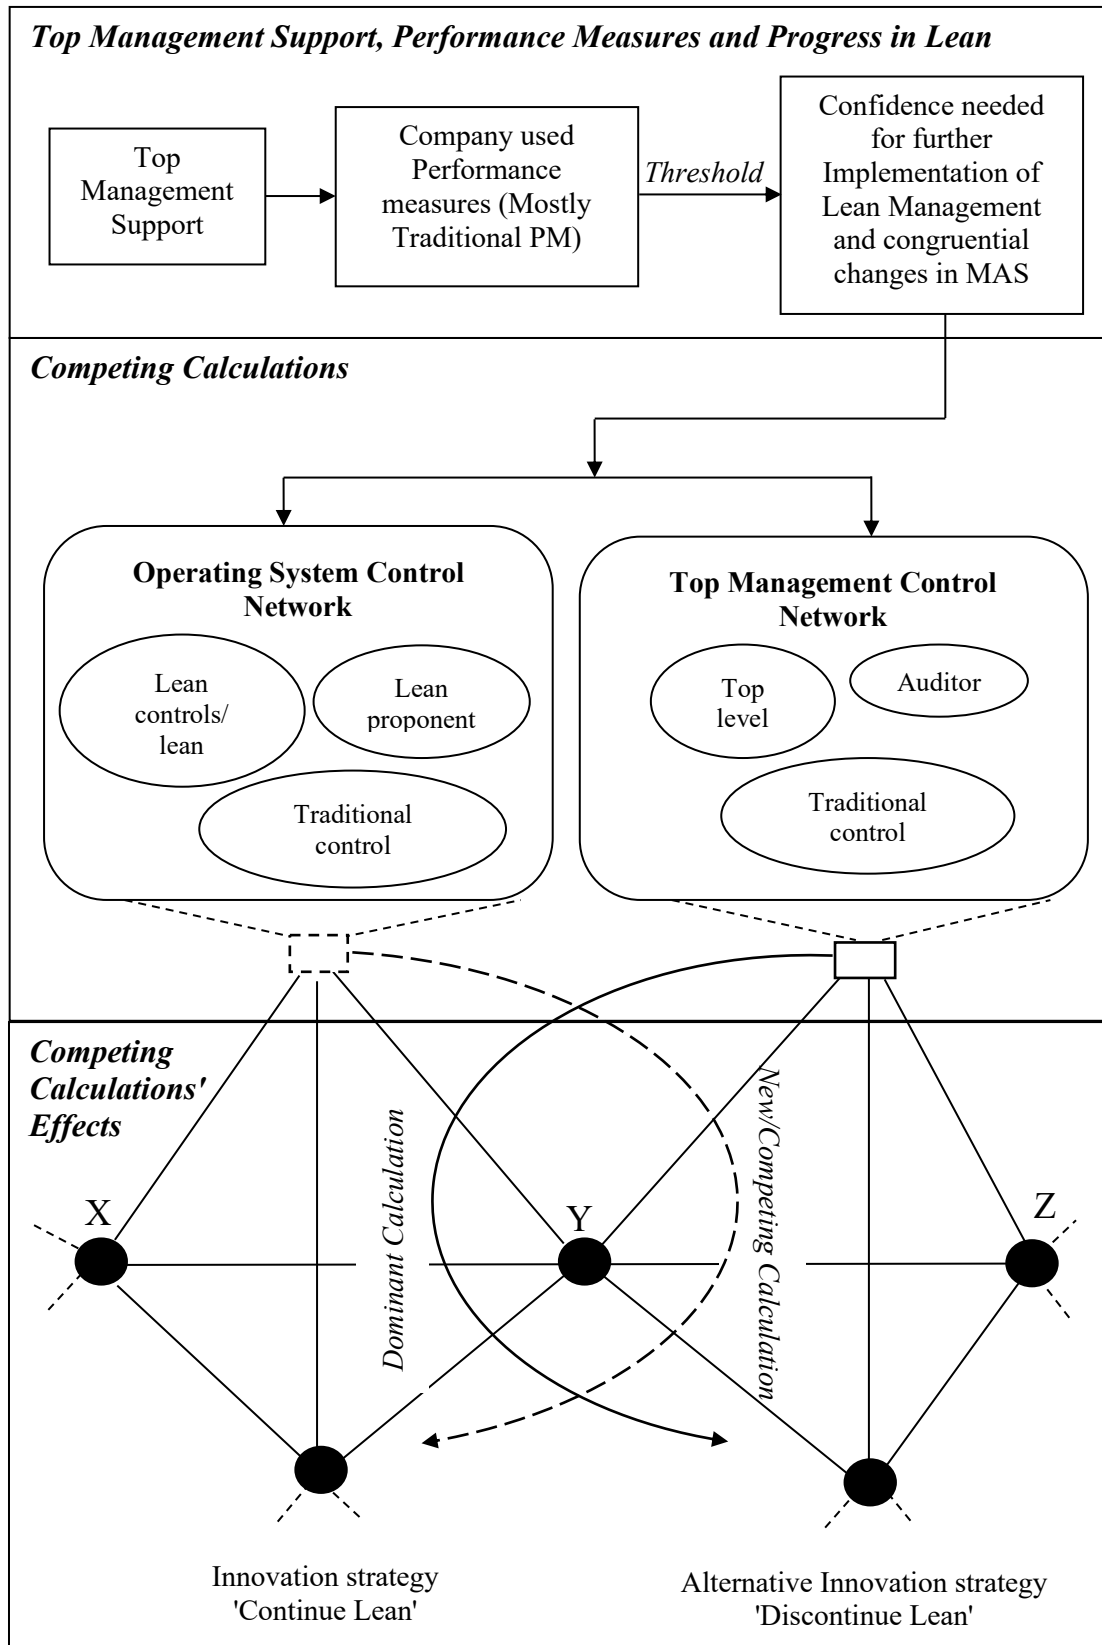 Top Management Support, Performance Measures and Progress in Lean
Top
Management
Support
Company used
Performance
measures (Mostly
Traditional PM)
Threshold
Confidence needed
for further
Implementation of
Lean Management
and congruential
changes in MAS
Competing Calculations
Operating System Control
Network
Lean
controls/
lean
Lean
proponent
Traditional
control
Top Management Control
Network
Top
level
Auditor
Traditional
control
Competing
Calculations'
Effects
Dominant Calculation
New/Competing Calculation
X
Y
Z
Innovation strategy
'Continue Lean'
Alternative Innovation strategy
'Discontinue Lean'